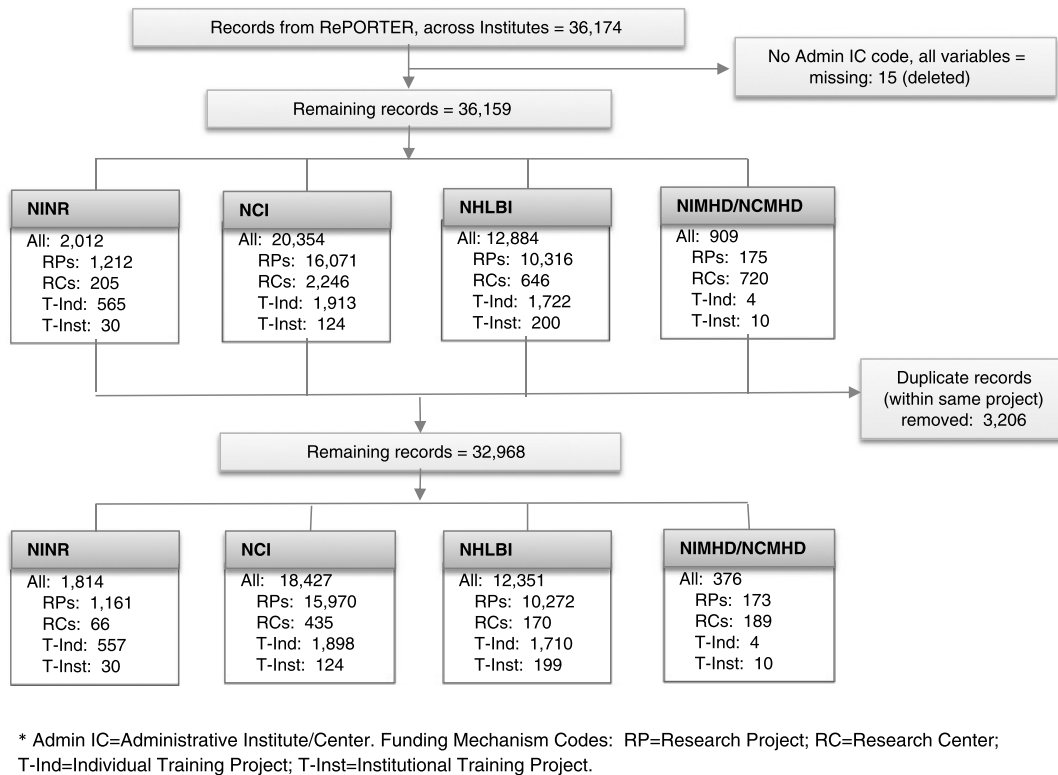 Records from RePORTER, across Institutes = 36,174
No Admin IC code, all variables =
missing: 15 (deleted)
Remaining records = 36,159
NINR
All: 2,012
RPs: 1,212
RCs: 205
T-Ind: 565
T-Inst: 30
NCI
All: 20,354
RPs: 16,071
RCs: 2,246
T-Ind: 1,913
T-Inst: 124
NHLBI
All: 12,884
RPs: 10,316
RCs: 646
T-Ind: 1,722
T-Inst: 200
NIMHD/NCMHD
All: 909
RPs: 175
RCs: 720
T-Ind: 4
T-Inst: 10
Duplicate records
(within same project)
removed: 3,206
Remaining records = 32,968
NINR
All: 1,814
RPs: 1,161
RCs: 66
T-Ind: 557
T-Inst: 30
NCI
All: 18,427
RPs: 15,970
RCs: 435
T-Ind: 1,898
T-Inst: 124
NHLBI
All: 12,351
RPs: 10,272
RCs: 170
T-Ind: 1,710
T-Inst: 199
NIMHD/NCMHD
All: 376
RPs: 173
RCs: 189
T-Ind: 4
T-Inst: 10
* Admin IC=Administrative Institute/Center. Funding Mechanism Codes: RP=Research Project; RC=Research Center;
T-Ind=Individual Training Project; T-Inst=Institutional Training Project.